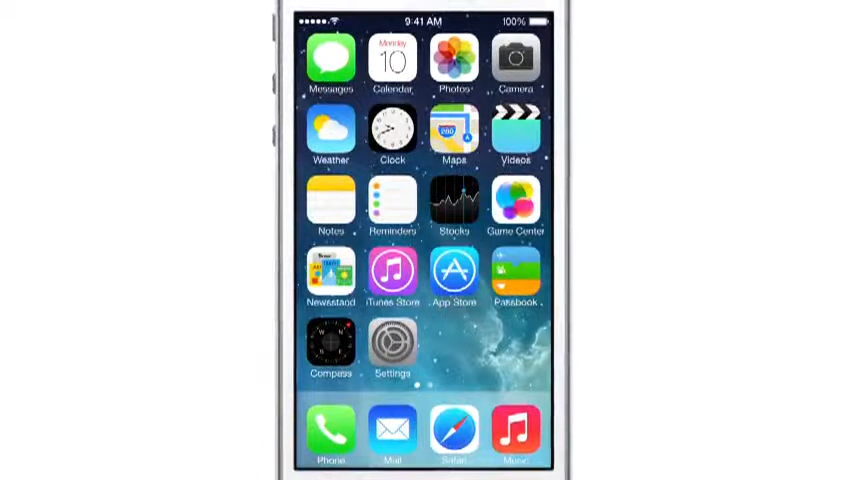 9:41 AM 100%
Monday
10
Messages Calendar Photos Camera
280
Weather Clock Maps Videos
Notes Reminders Stocks Game Center
Newsstand iTunes Store App Store Passbook
N
W E
S
Compass Settings
Phone Mail Safari Music